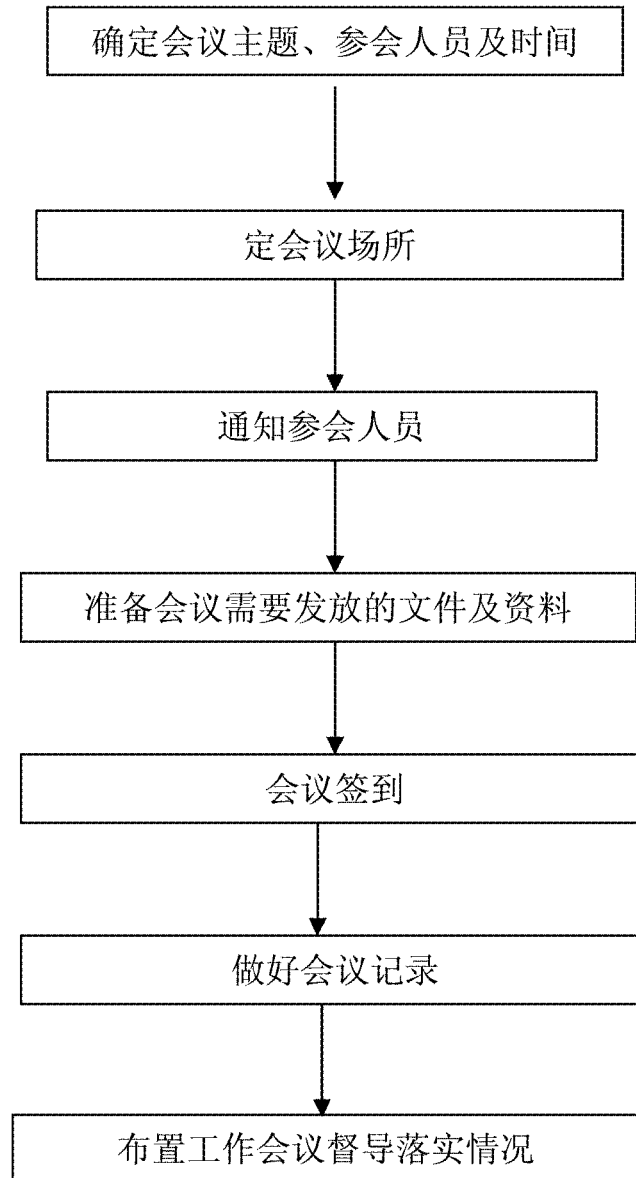 确定会议主题、参会人员及时间
定会议场所
通知参会人员
准备会议需要发放的文件及资料
会议签到
做好会议记录
布置工作会议督导落实情况